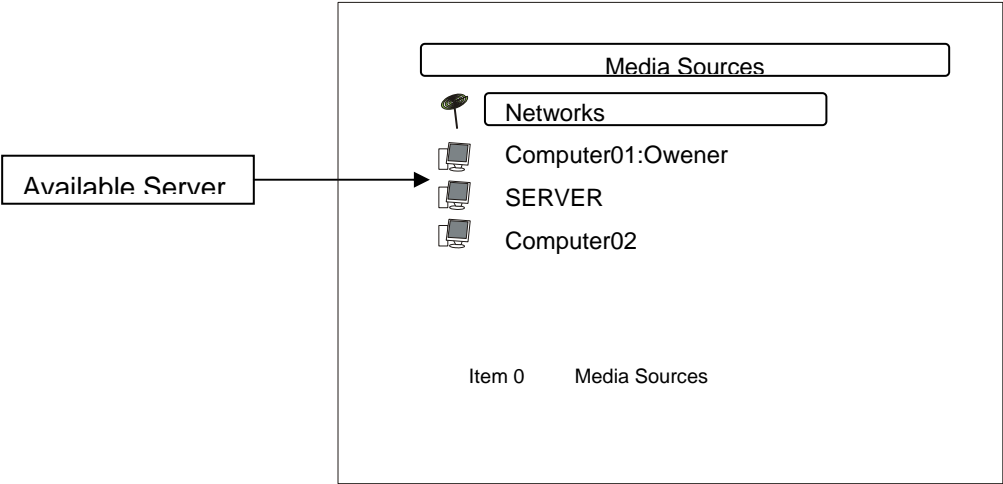 Media Sources
Networks
Computer01:Owener
Available Server
SERVER
Computer02
Item 0 Media Sources